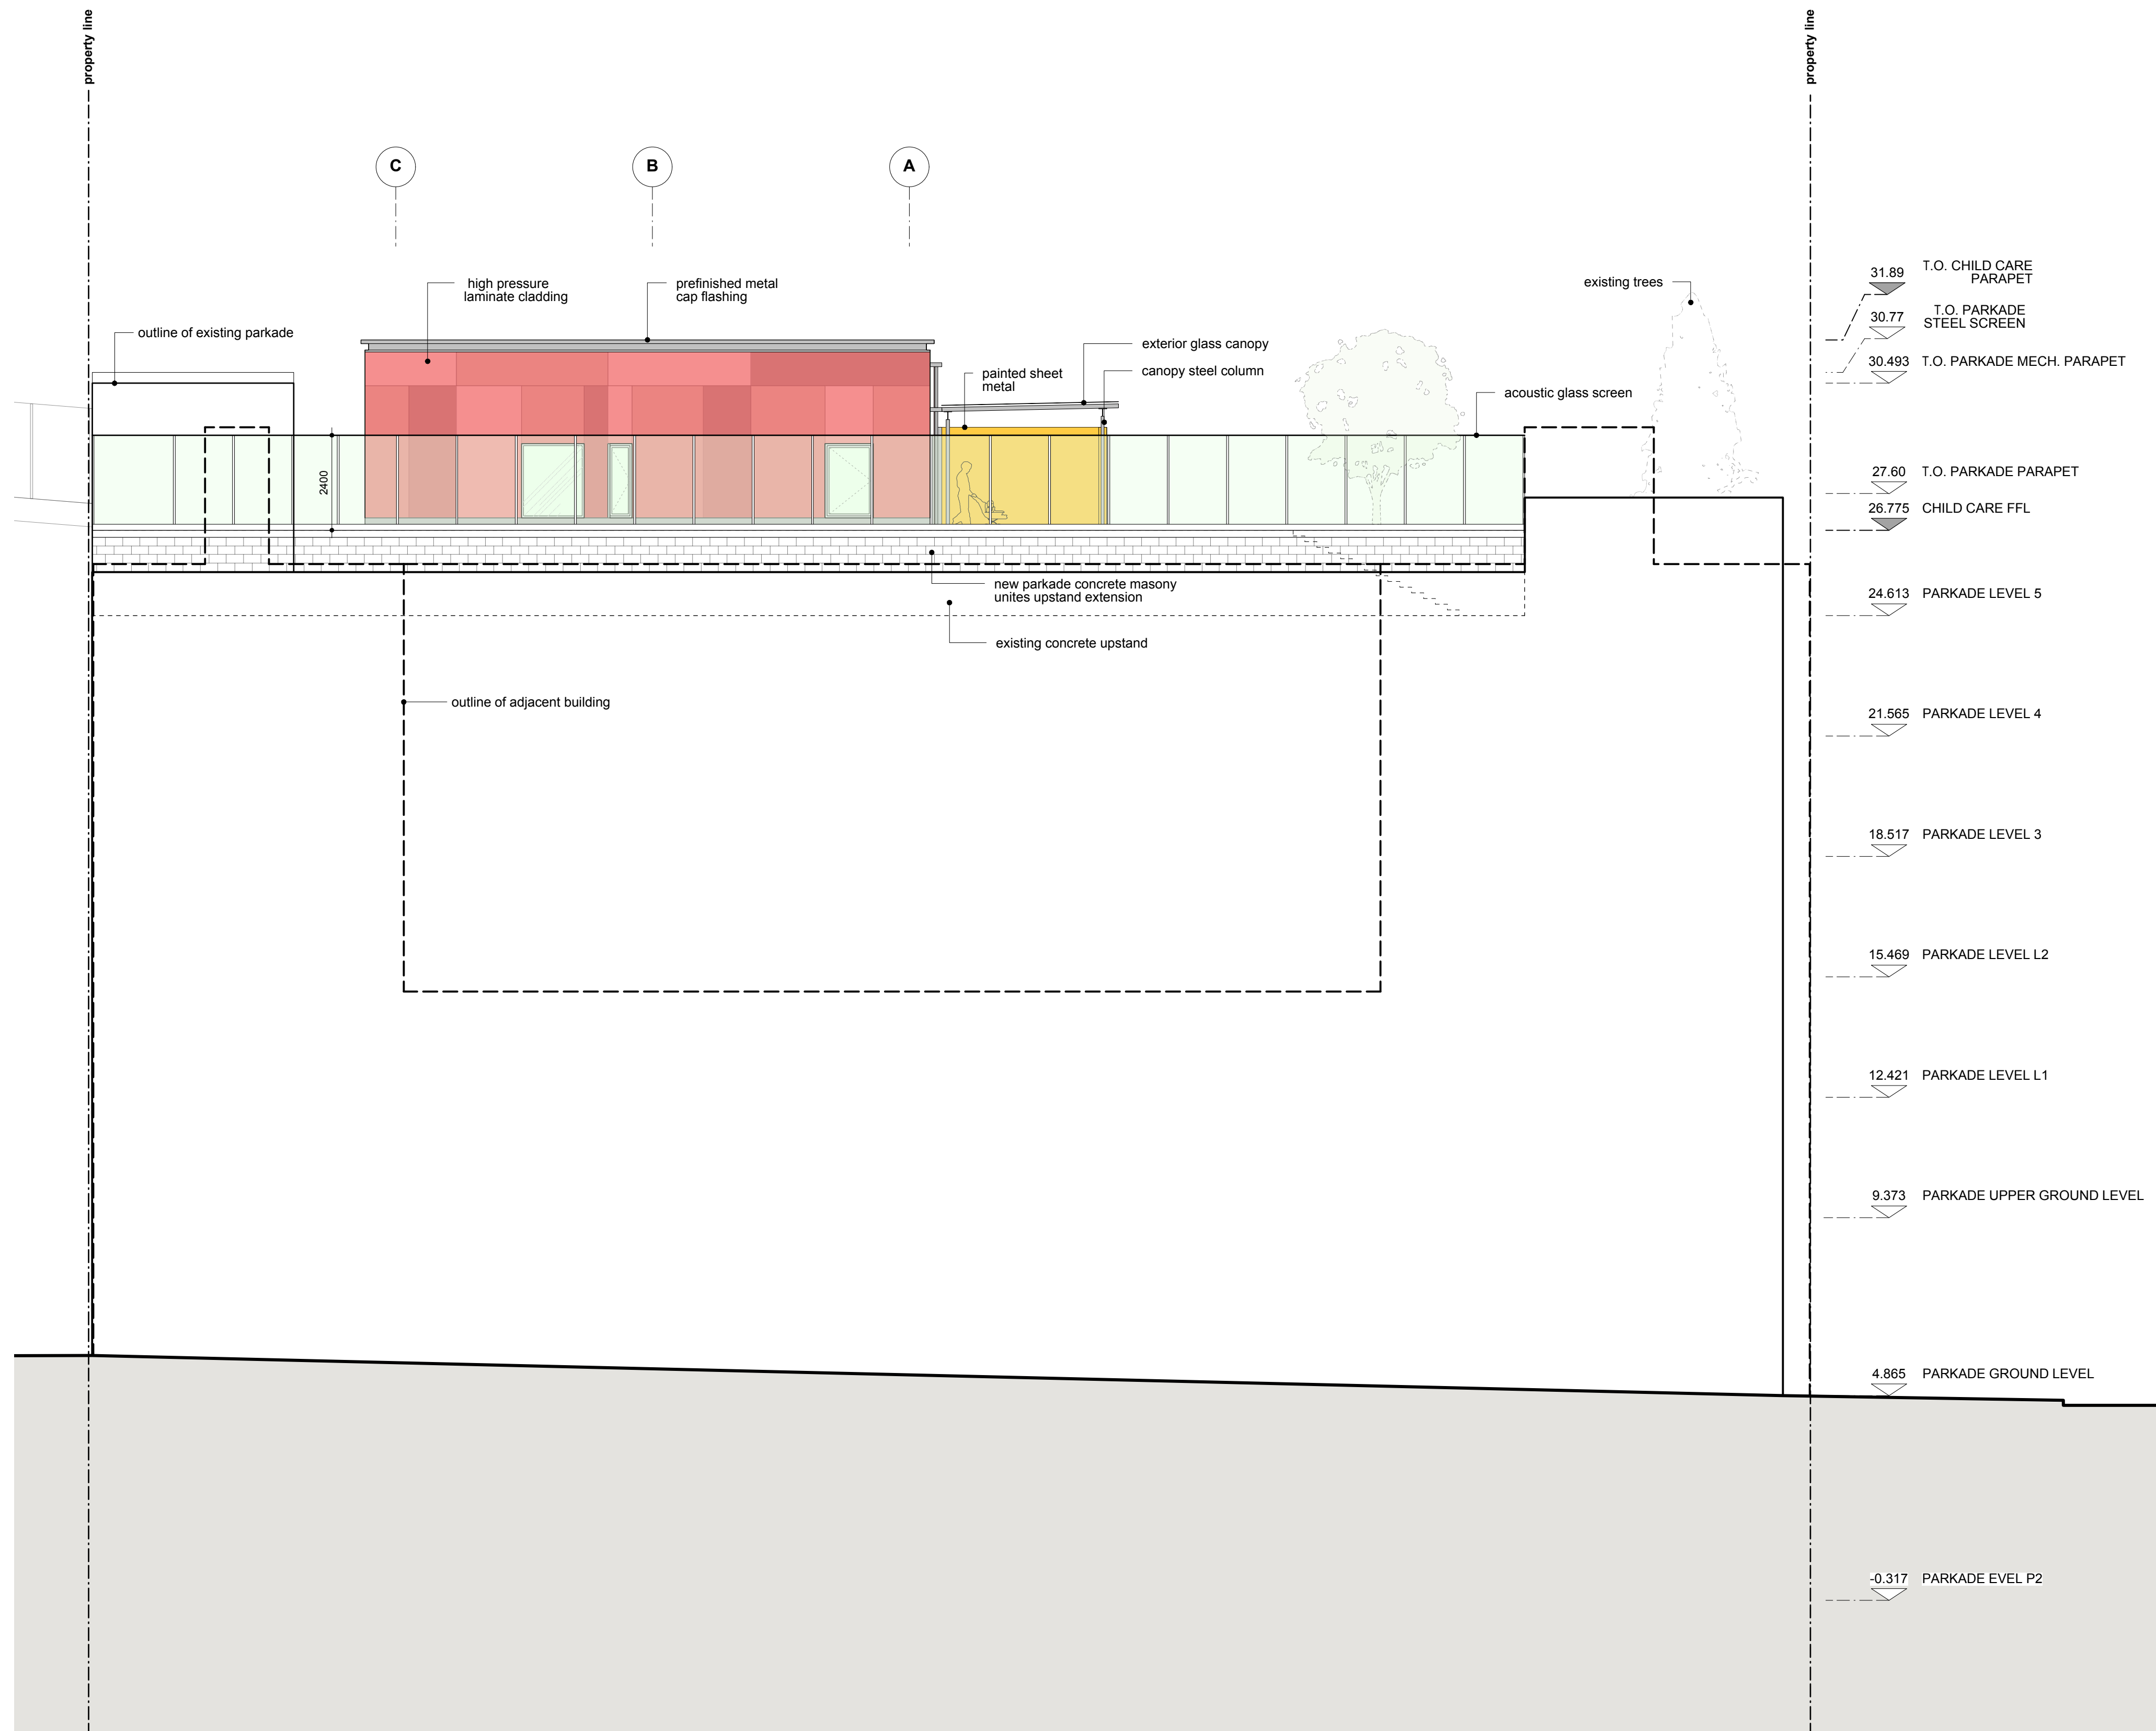 property line
property line
C
B
A
high pressure
laminate cladding
prefinished metal
cap flashing
existing trees
31.89 T.O. CHILD CARE
PARAPET
30.77 T.O. PARKADE
STEEL SCREEN
outline of existing parkade
exterior glass canopy
30.493 T.O. PARKADE MECH. PARAPET
painted sheet
metal
canopy steel column
acoustic glass screen
2400
27.60 T.O. PARKADE PARAPET
26.775 CHILD CARE FFL
new parkade concrete masony
unites upstand extension
24.613 PARKADE LEVEL 5
existing concrete upstand
outline of adjacent building
21.565 PARKADE LEVEL 4
18.517 PARKADE LEVEL 3
15.469 PARKADE LEVEL L2
12.421 PARKADE LEVEL L1
9.373 PARKADE UPPER GROUND LEVEL
4.865 PARKADE GROUND LEVEL
-0.317 PARKADE EVEL P2